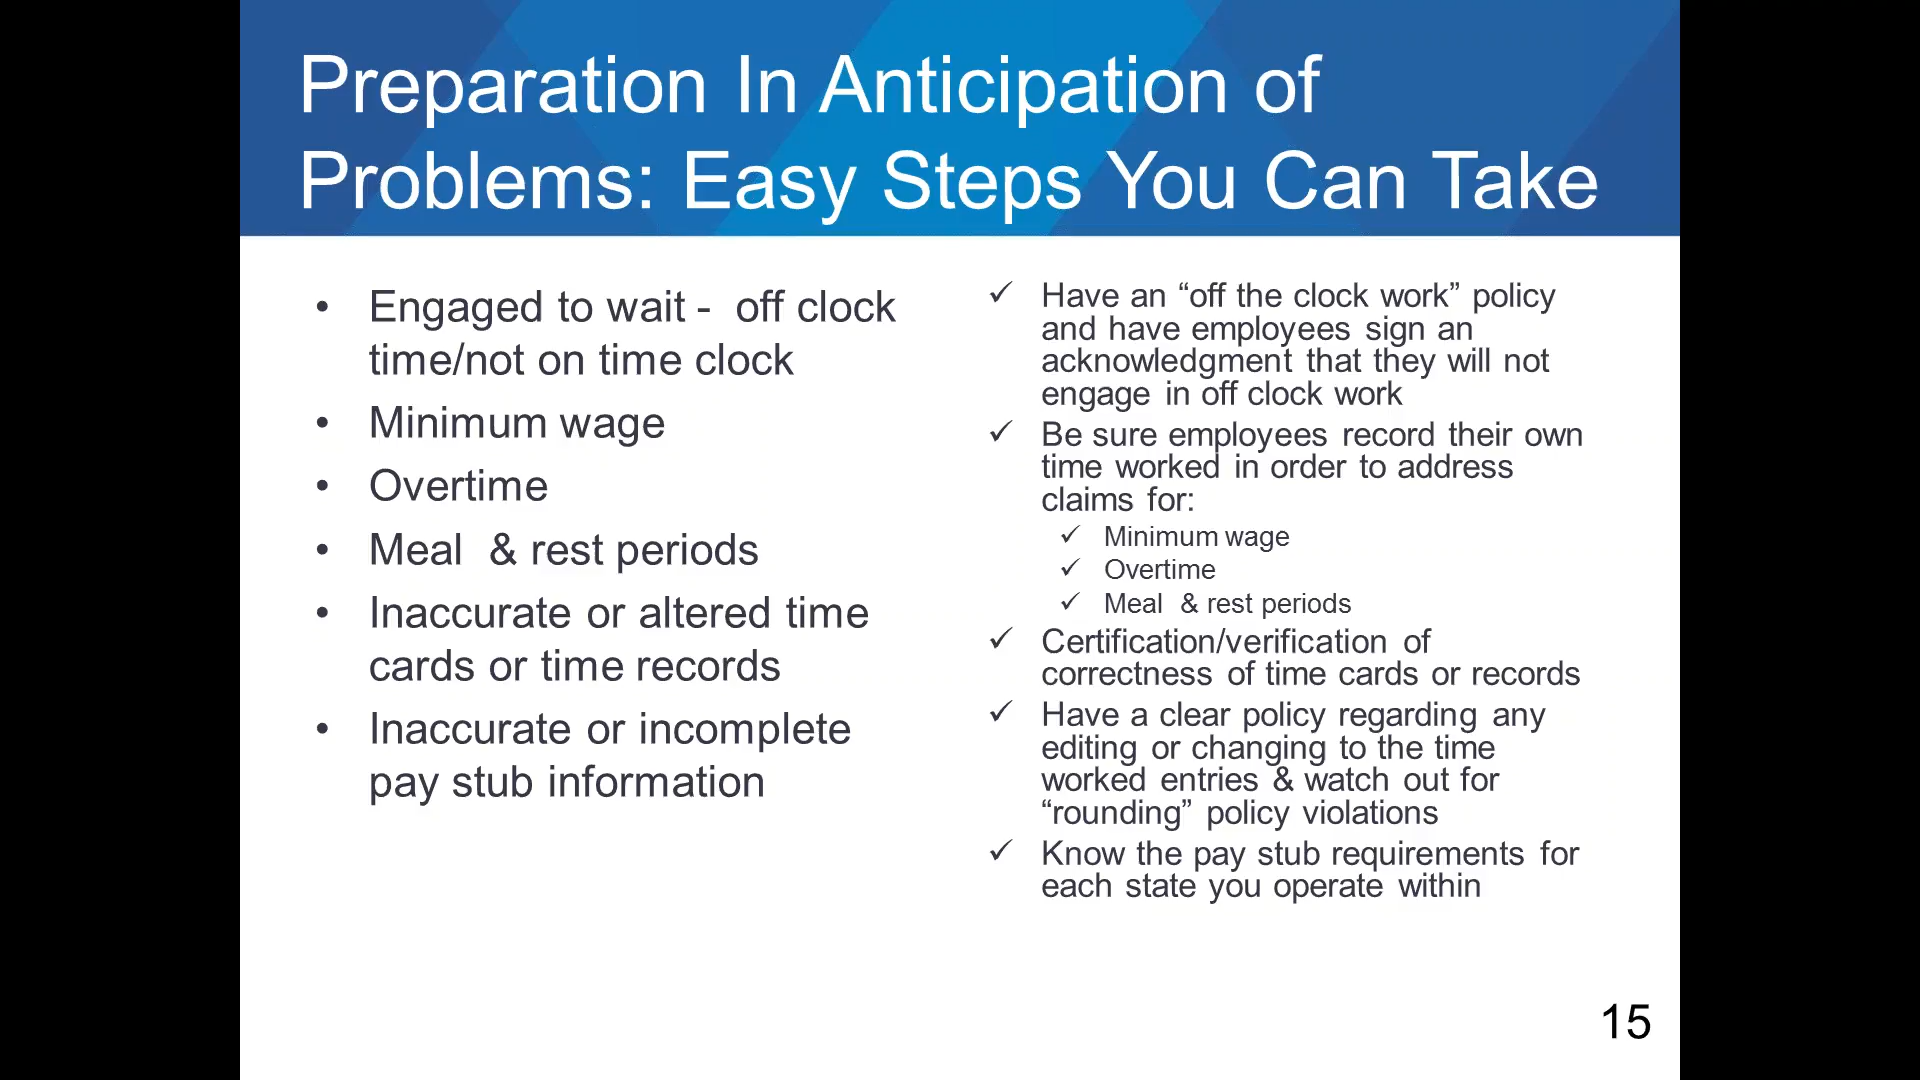 Preparation In Anticipation of
Problems: Easy Steps You Can Take
• Engaged to wait - off clock
time/not on time clock
• Minimum wage
• Overtime
• Meal & rest periods
• Inaccurate or altered time
cards or time records
• Inaccurate or incomplete
pay stub information
✓ Have an “off the clock work” policy
and have employees sign an
acknowledgment that they will not
engage in off clock work
✓ Be sure employees record their own
time worked in order to address
claims for:
✓ Minimum wage
✓ Overtime
✓ Meal & rest periods
✓ Certification/verification of
correctness of time cards or records
✓ Have a clear policy regarding any
editing or changing to the time
worked entries & watch out for
“rounding” policy violations
✓ Know the pay stub requirements for
each state you operate within
15